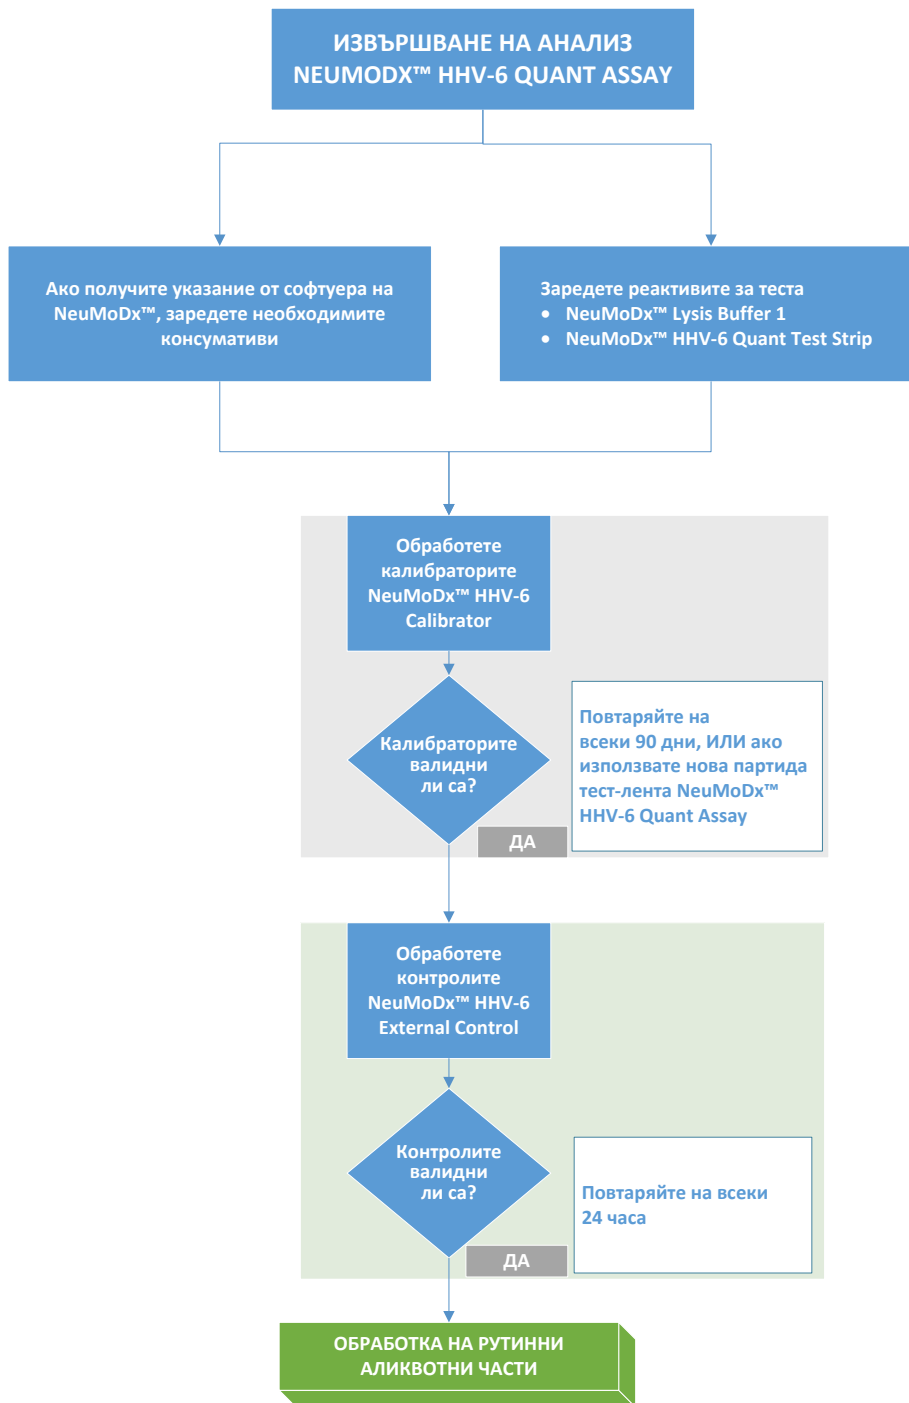 ИЗВЪРШВАНЕ НА АНАЛИЗ
NEUMODX™ HHV-6 QUANT ASSAY
Ако получите указание от софтуера на
NeuMoDx™, заредете необходимите
консумативи
Заредете реактивите за теста
• NeuMoDx™ Lysis Buffer 1
• NeuMoDx™ HHV-6 Quant Test Strip
Обработете
калибраторите
NeuMoDx™ HHV-6
Calibrator
Калибраторите
валидни
ли са?
Повтаряйте на
всеки 90 дни, ИЛИ ако
използвате нова партида
тест-лента NeuMoDx™
HHV-6 Quant Assay
ДА
Обработете
контролите
NeuMoDx™ HHV-6
External Control
Контролите
валидни
ли са?
Повтаряйте на всеки
24 часа
ДА
ОБРАБОТКА НА РУТИННИ
АЛИКВОТНИ ЧАСТИ